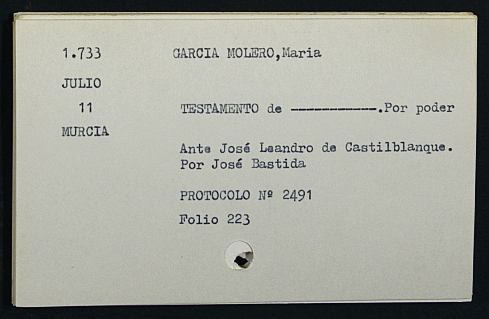 1.733 GARCIA MOLERO,Maria
JULIO
11 TESTAMENTO de -----------.Por poder
MURCIA
Ante José Leandro de Castilblanque.
Por José Bastida
PROTOCOLO Nº 2491
Folio 223